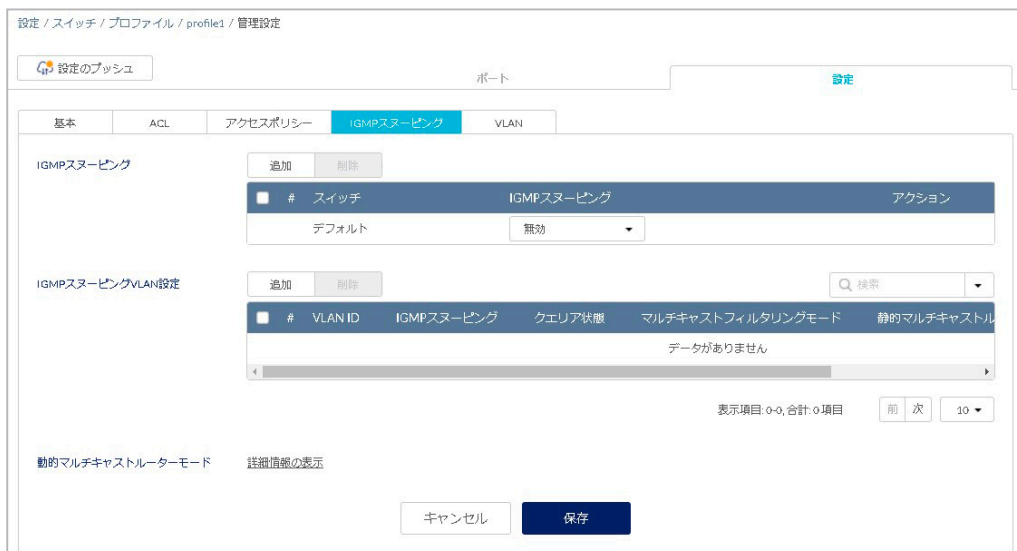 設定 / スイッチ / プロファイル / profile1 / 管理設定
設定のプッシュ
ポート
設定
基本 ACL アクセスポリシー IGMPスヌーピング VLAN
IGMPスヌーピング 追加 削除
# スイッチ IGMPスヌーピング アクション
デフォルト 無効
IGMPスヌーピングVLAN設定 追加 削除 検索
# VLAN ID IGMPスヌーピング クエリア状態 マルチキャストフィルタリングモード 静的マルチキャストル
データがありません
表示項目: 0-0, 合計: 0 項目 前 次 10
動的マルチキャストルーターモード 詳細情報の表示
キャンセル 保存